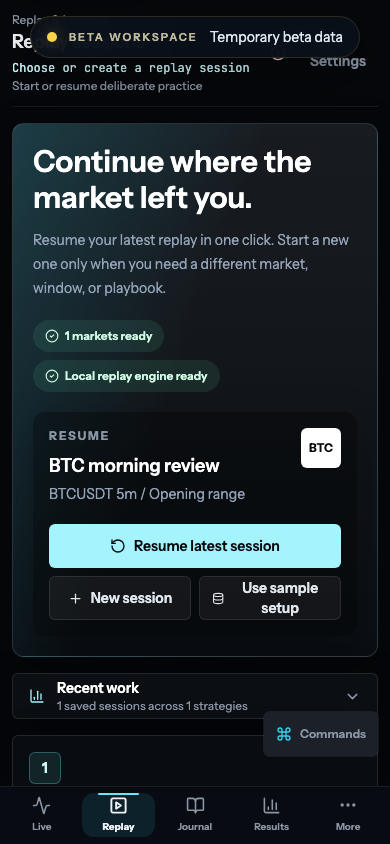 BETA WORKSPACE Temporary beta data
Choose or create a replay session
Settings
Start or resume deliberate practice
Continue where the
market left you.
Resume your latest replay in one click. Start a new
one only when you need a different market,
window, or playbook.
1 markets ready
Local replay engine ready
RESUME
BTC
BTC morning review
BTCUSDT 5m / Opening range
Resume latest session
New session
Use sample
setup
Recent work
1 saved sessions across 1 strategies
Commands
1
Live
Replay
Journal
Results
More